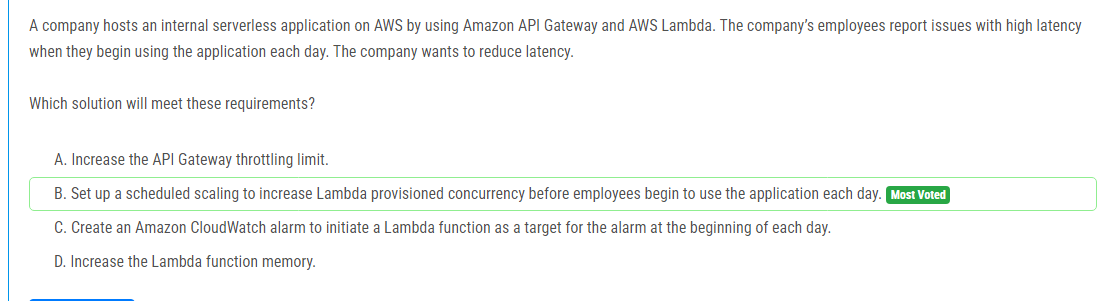 A company hosts an internal serverless application on AWS by using Amazon API Gateway and AWS Lambda. The company's employees report issues with high latency
when they begin using the application each day. The company wants to reduce latency.
Which solution will meet these requirements?
A. Increase the API Gateway throttling limit.
B. Set up a scheduled scaling to increase Lambda provisioned concurrency before employees begin to use the application each day. Most Voted
C. Create an Amazon CloudWatch alarm to initiate a Lambda function as a target for the alarm at the beginning of each day.
D. Increase the Lambda function memory.